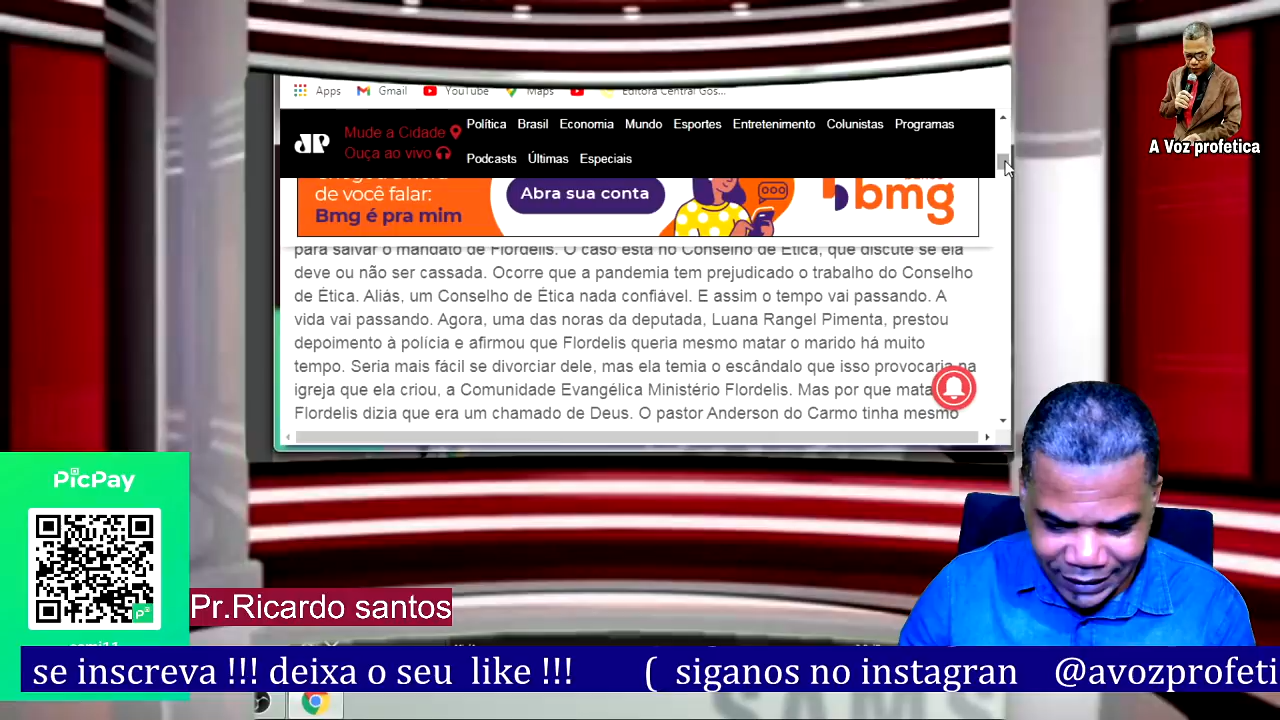 Apps Gmail YouTube Maps Editora Central Gos...
Mude a Cidade
Ouça ao vivo
Política Brasil Economia Mundo Esportes Entretenimento Colunistas Programas
Podcasts Últimas Especiais
A Voz profetica
de você falar:
Bmg é pra mim
Abra sua conta
bmg
para salvar o mandato de Flordelis. O caso está no Conselho de Ética, que discute se ela
deve ou não ser cassada. Ocorre que a pandemia tem prejudicado o trabalho do Conselho
de Ética. Aliás, um Conselho de Ética nada confiável. E assim o tempo vai passando. A
vida vai passando. Agora, uma das noras da deputada, Luana Rangel Pimenta, prestou
depoimento à polícia e afirmou que Flordelis queria mesmo matar o marido há muito
tempo. Seria mais fácil se divorciar dele, mas ela temia o escândalo que isso provocaria na
igreja que ela criou, a Comunidade Evangélica Ministério Flordelis. Mas por que mata
Flordelis dizia que era um chamado de Deus. O pastor Anderson do Carmo tinha mesmo
PicPay
Pr.Ricardo santos
se inscreva !!! deixa o seu like !!! ( siganos no instagran @avozprofeti